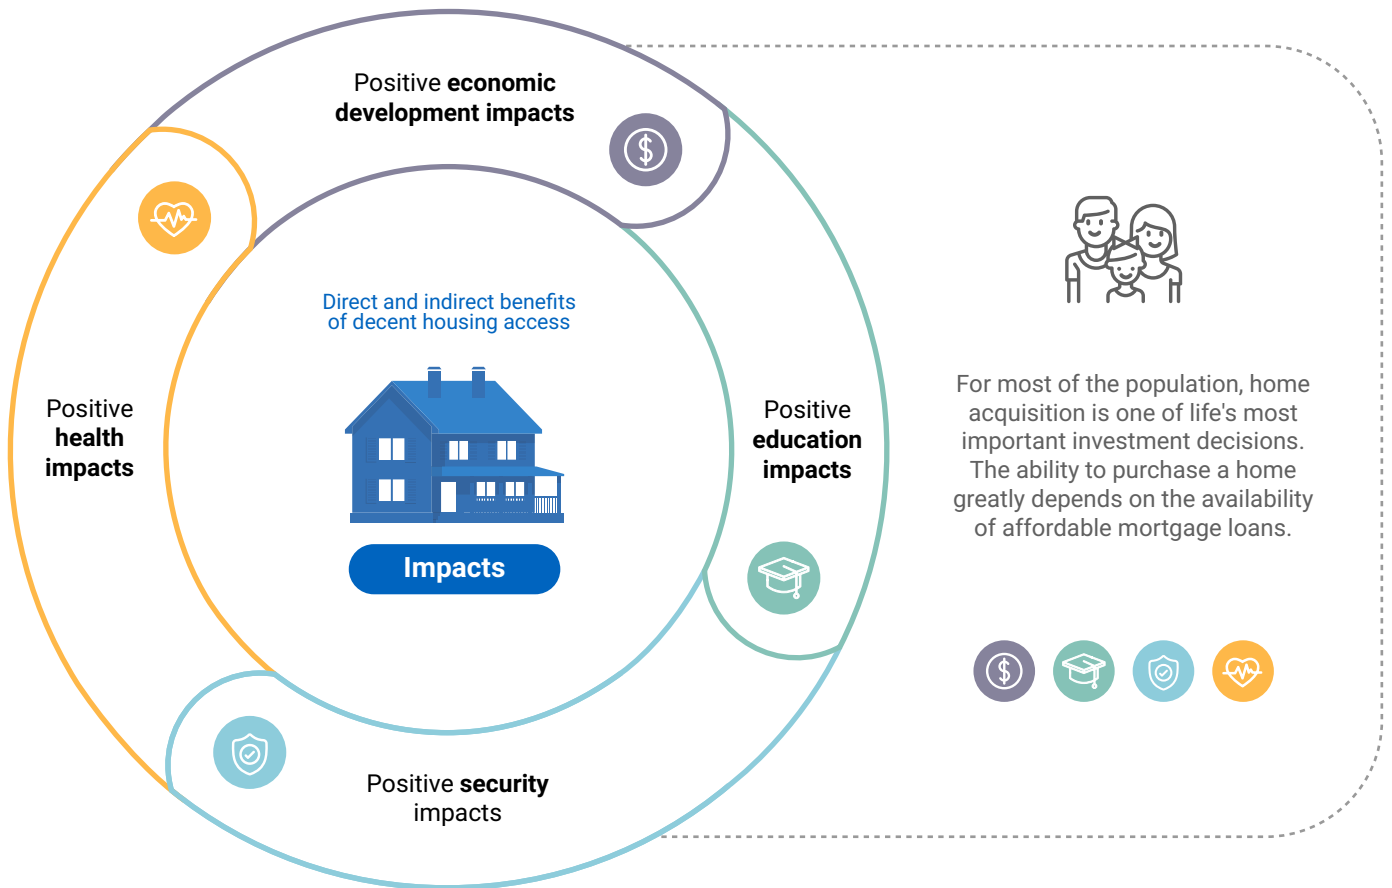 Positive economic
development impacts
Direct and indirect benefits
of decent housing access
Impacts
Positive
health
impacts
Positive
education
impacts
Positive security
impacts
For most of the population, home
acquisition is one of life's most
important investment decisions.
The ability to purchase a home
greatly depends on the availability
of affordable mortgage loans.